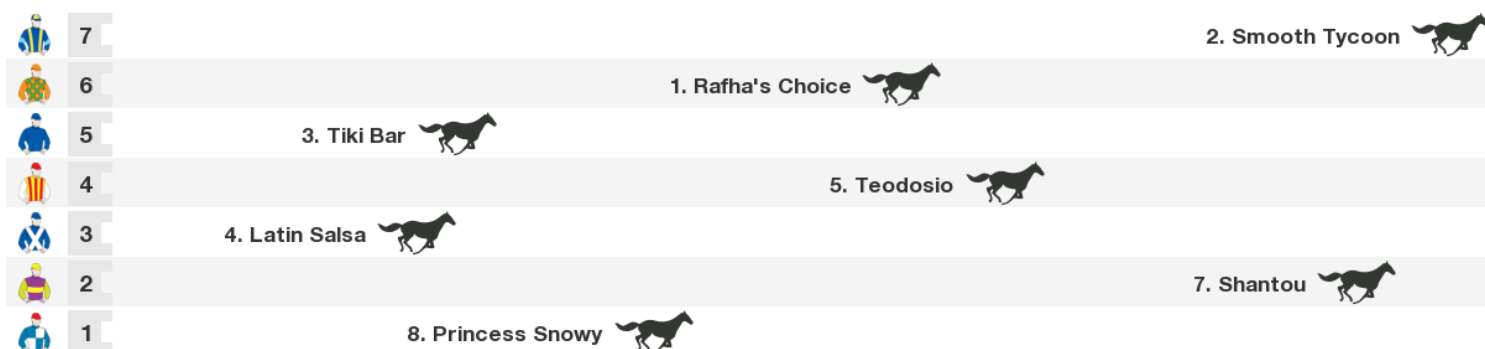 7 2. Smooth Tycoon
6 1. Rafha's Choice
5 3. Tiki Bar
4 5. Teodosio
3 4. Latin Salsa
2 7. Shantou
1 8. Princess Snowy